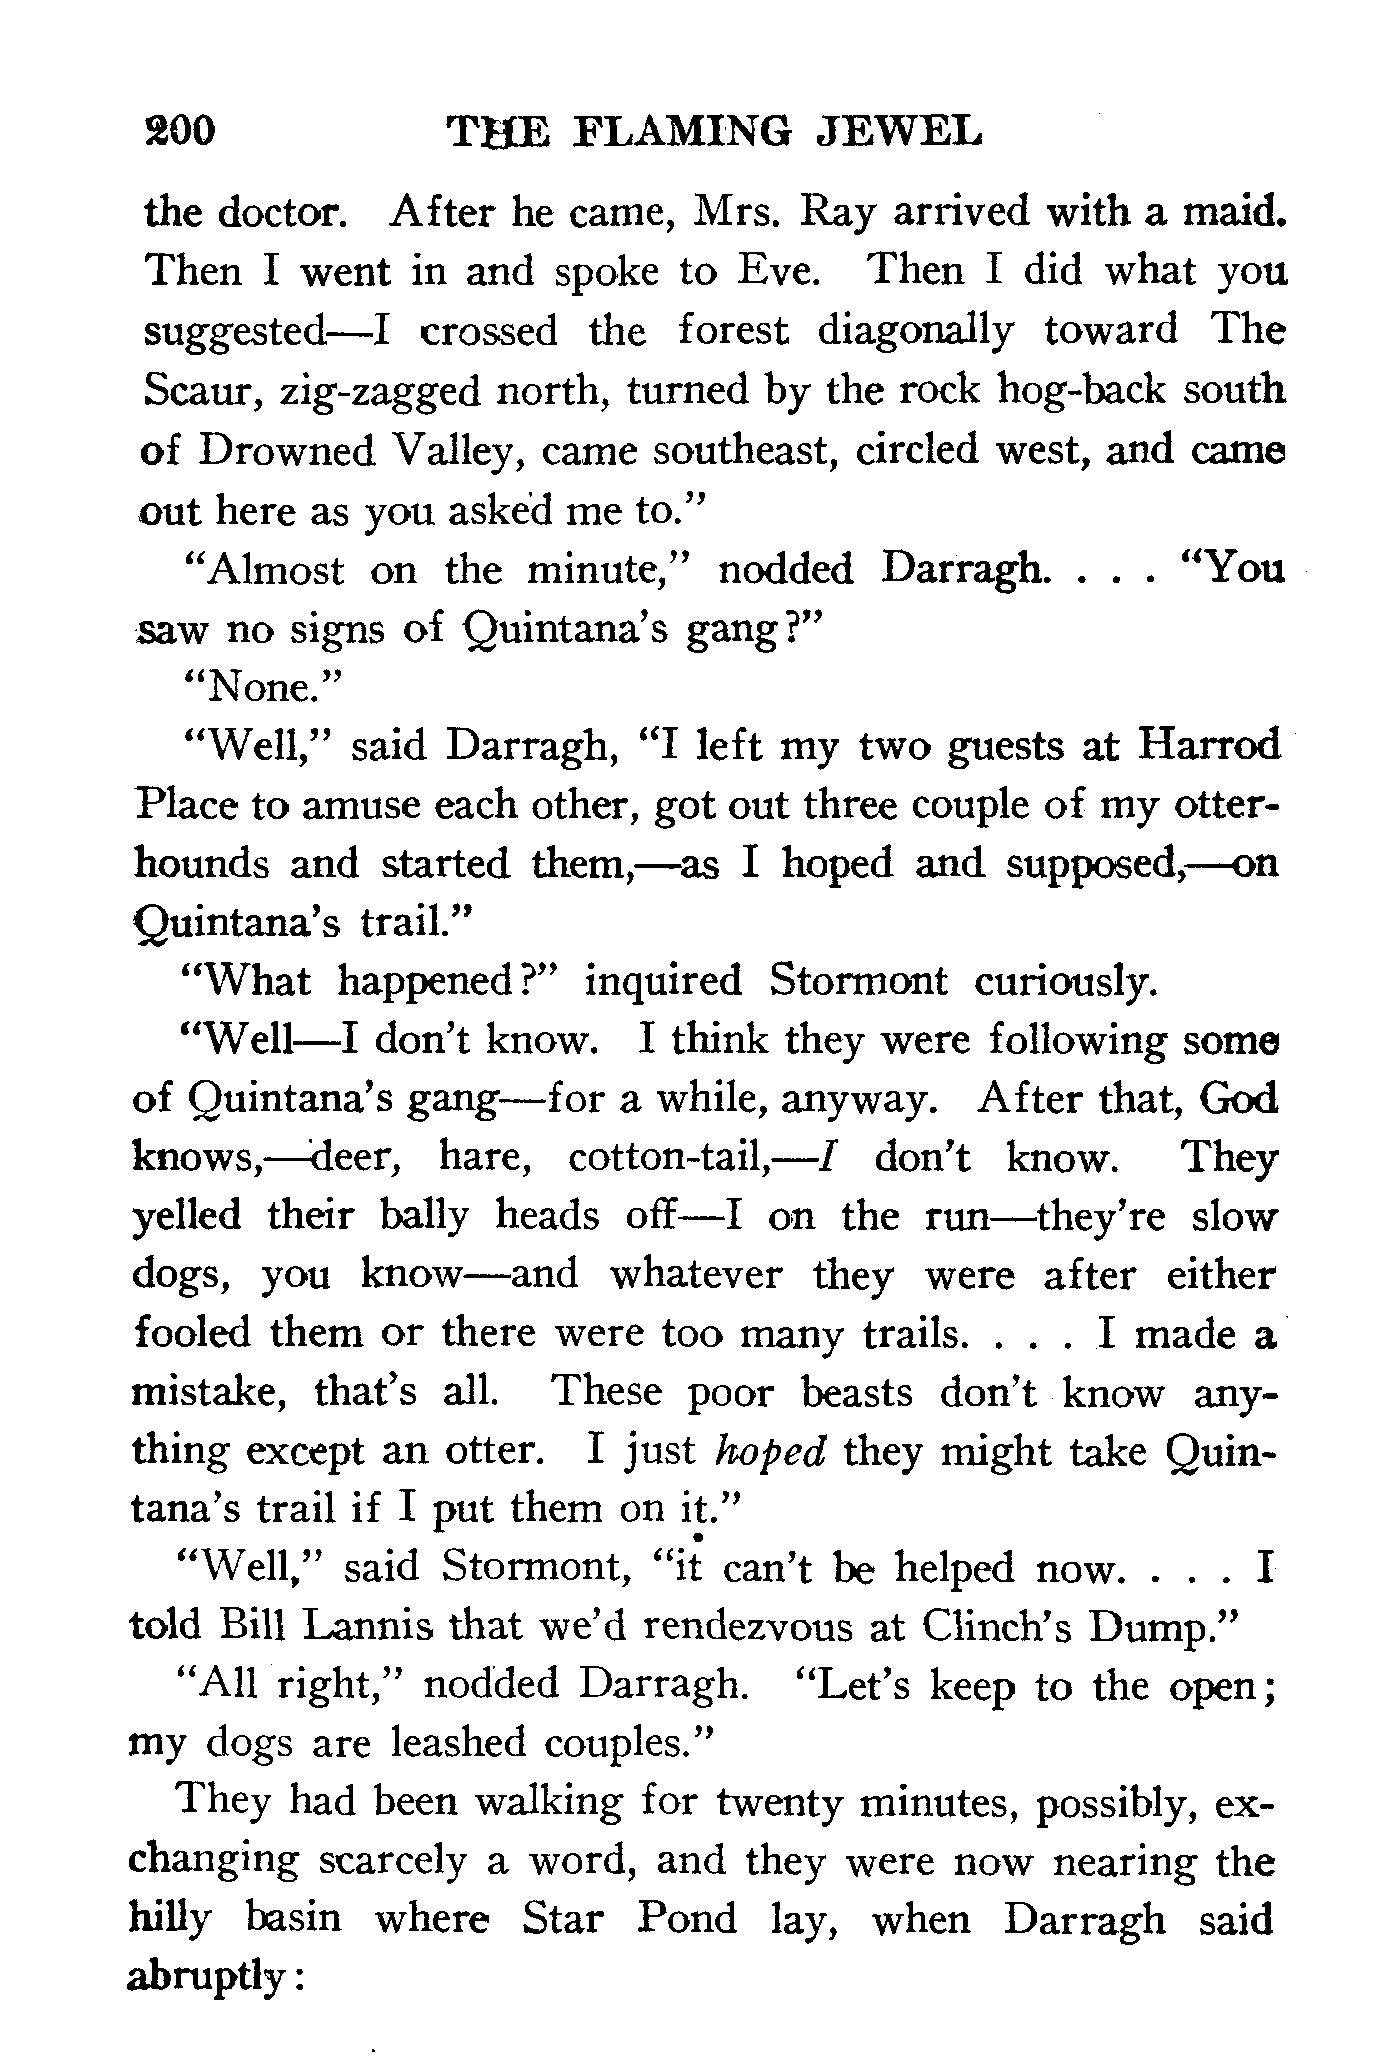 200 THE FLAMING JEWEL
the doctor. After he came, Mrs. Ray arrived with a maid.
Then I went in and spoke to Eve. Then I did what you
suggested—I crossed the forest diagonally toward The
Scaur, zig-zagged north, turned by the rock hog-back south
of Drowned Valley, came southeast, circled west, and came
out here as you asked me to.”
“Almost on the minute,” nodded Darragh. . . . “You
saw no signs of Quintana’s gang?”
“None.”
“Well,” said Darragh, “I left my two guests at Harrod
Place to amuse each other, got out three couple of my otter-
hounds and started them,—as I hoped and supposed,—on
Quintana’s trail.”
“What happened?” inquired Stormont curiously.
“Well—I don’t know. I think they were following some
of Quintana’s gang—for a while, anyway. After that, God
knows,—deer, hare, cotton-tail,—I don’t know. They
yelled their bally heads off—I on the run—they’re slow
dogs, you know—and whatever they were after either
fooled them or there were too many trails. . . . I made a
mistake, that’s all. These poor beasts don’t know any-
thing except an otter. I just hoped they might take Quin-
tana’s trail if I put them on it.”
“Well,” said Stormont, “it can’t be helped now. . . . I
told Bill Lannis that we’d rendezvous at Clinch’s Dump.”
“All right,” nodded Darragh. “Let’s keep to the open;
my dogs are leashed couples.”
They had been walking for twenty minutes, possibly, ex-
changing scarcely a word, and they were now nearing the
hilly basin where Star Pond lay, when Darragh said
abruptly: